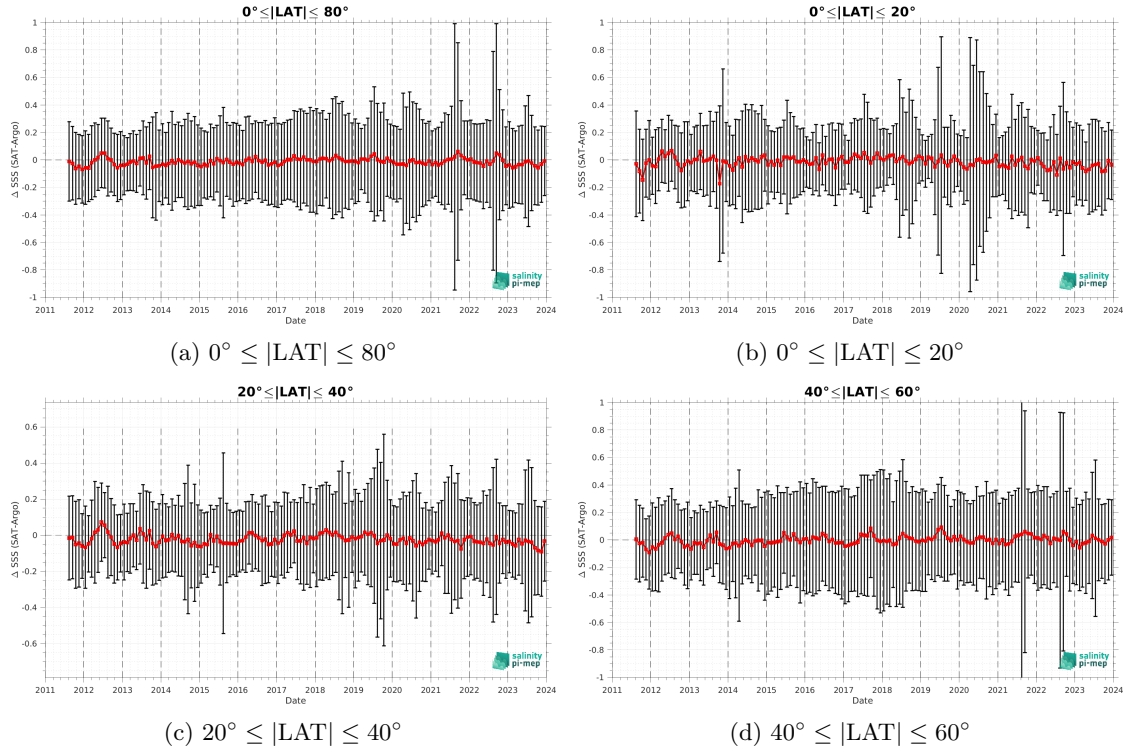 0°≤|LAT|≤ 80°
Δ SSS (SAT-Argo)
1
0.8
0.6
0.4
0.2
0
-0.2
-0.4
-0.6
-0.8
-1
2011 2012 2013 2014 2015 2016 2017 2018 2019 2020 2021 2022 2023 2024
Date
salinity
pi-mep
(a) 0° ≤ |LAT| ≤ 80°
0°≤|LAT|≤ 20°
Δ SSS (SAT-Argo)
1
0.8
0.6
0.4
0.2
0
-0.2
-0.4
-0.6
-0.8
-1
2011 2012 2013 2014 2015 2016 2017 2018 2019 2020 2021 2022 2023 2024
Date
salinity
pi-mep
(b) 0° ≤ |LAT| ≤ 20°
20°≤|LAT|≤ 40°
Δ SSS (SAT-Argo)
0.6
0.4
0.2
0
-0.2
-0.4
-0.6
2011 2012 2013 2014 2015 2016 2017 2018 2019 2020 2021 2022 2023 2024
Date
salinity
pi-mep
(c) 20° ≤ |LAT| ≤ 40°
40°≤|LAT|≤ 60°
Δ SSS (SAT-Argo)
1
0.8
0.6
0.4
0.2
0
-0.2
-0.4
-0.6
-0.8
-1
2011 2012 2013 2014 2015 2016 2017 2018 2019 2020 2021 2022 2023 2024
Date
salinity
pi-mep
(d) 40° ≤ |LAT| ≤ 60°